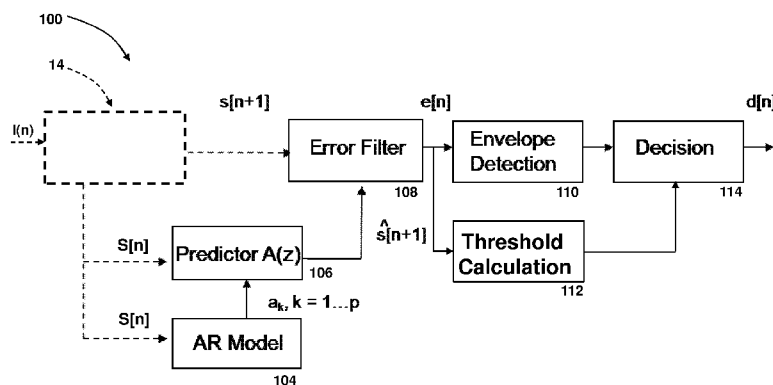 100
14
s[n+1]
e[n]
d[n]
I(n)
Error Filter
108
Envelope
Detection
110
Decision
114
S[n]
Predictor A(z)
106
ŝ[n+1]
Threshold
Calculation
112
aₖ, k = 1...p
S[n]
AR Model
104